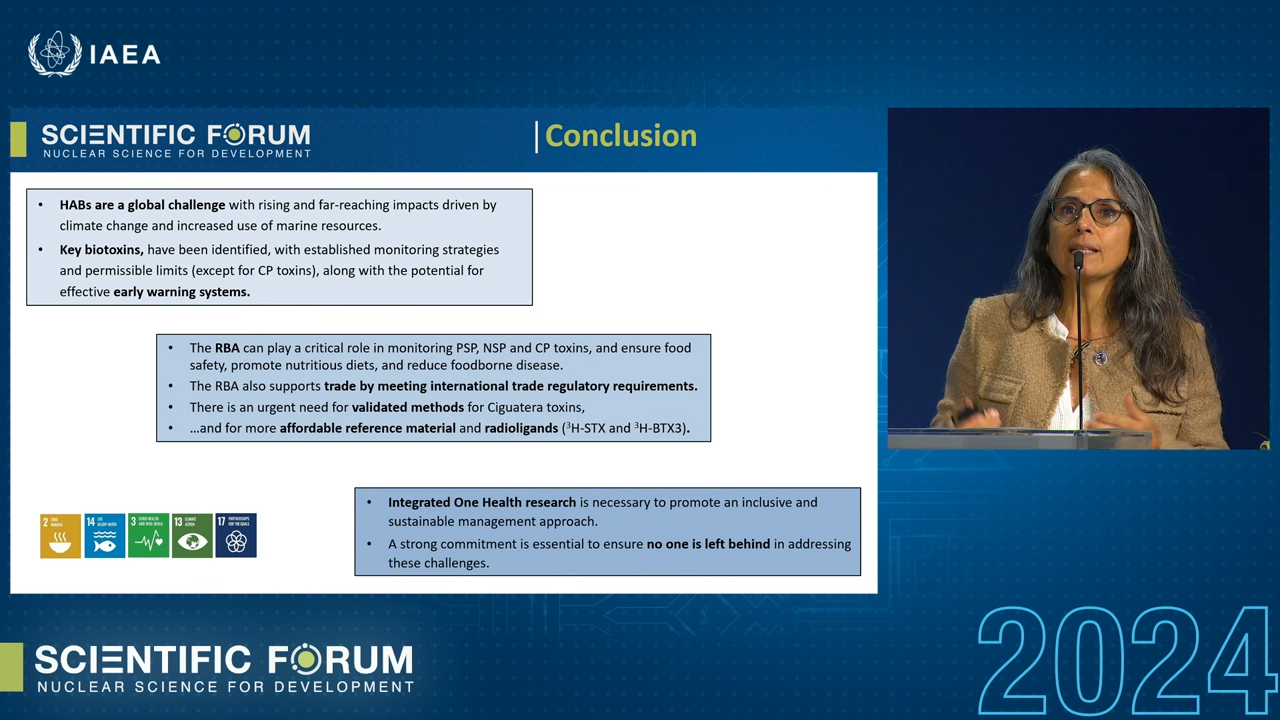 IAEA
SCIENTIFIC FORUM
NUCLEAR SCIENCE FOR DEVELOPMENT
Conclusion
• HABs are a global challenge with rising and far-reaching impacts driven by
climate change and increased use of marine resources.
• Key biotoxins, have been identified, with established monitoring strategies
and permissible limits (except for CP toxins), along with the potential for
effective early warning systems.
• The RBA can play a critical role in monitoring PSP, NSP and CP toxins, and ensure food
safety, promote nutritious diets, and reduce foodborne disease.
• The RBA also supports trade by meeting international trade regulatory requirements.
• There is an urgent need for validated methods for Ciguatera toxins,
• …and for more affordable reference material and radioligands (³H-STX and ³H-BTX3).
• Integrated One Health research is necessary to promote an inclusive and
sustainable management approach.
• A strong commitment is essential to ensure no one is left behind in addressing
these challenges.
2
14
3
13
17
SCIENTIFIC FORUM
NUCLEAR SCIENCE FOR DEVELOPMENT
2024